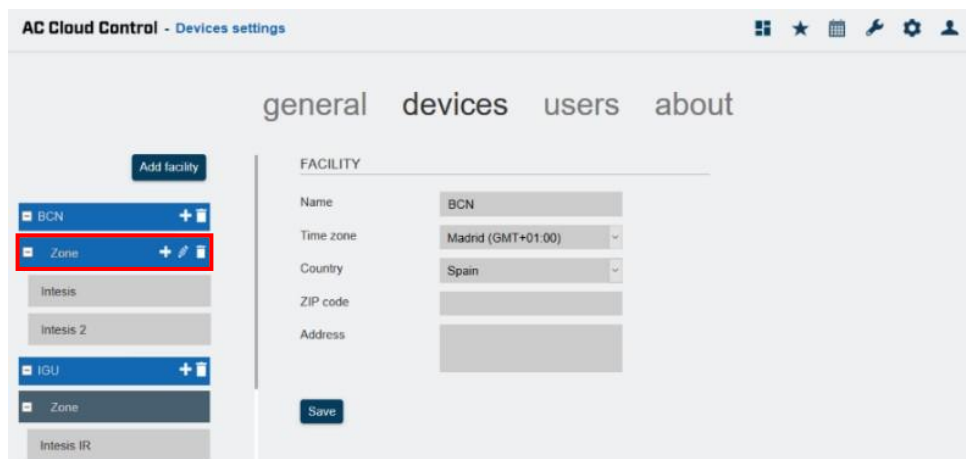 AC Cloud Control - Devices settings
general devices users about
Add facility
BCN
Zone
Intesis
Intesis 2
IGU
Zone
Intesis IR
FACILITY
Name BCN
Time zone Madrid (GMT+01:00)
Country Spain
ZIP code
Address
Save